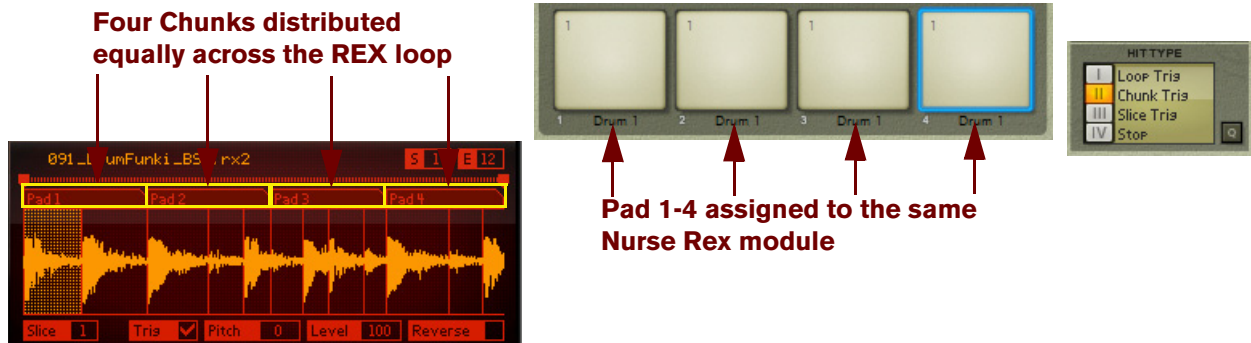 Four Chunks distributed
equally across the REX loop
S 1 E 12
Pad 1 Pad 2 Pad 3 Pad 4
Slice 1 Trig Pitch 0 Level 100 Reverse
1 1 1 1
1 Drum 1 2 Drum 1 3 Drum 1 4 Drum 1
Pad 1-4 assigned to the same
Nurse Rex module
HIT TYPE
I Loop Trig
II Chunk Trig
III Slice Trig
IV Stop Q